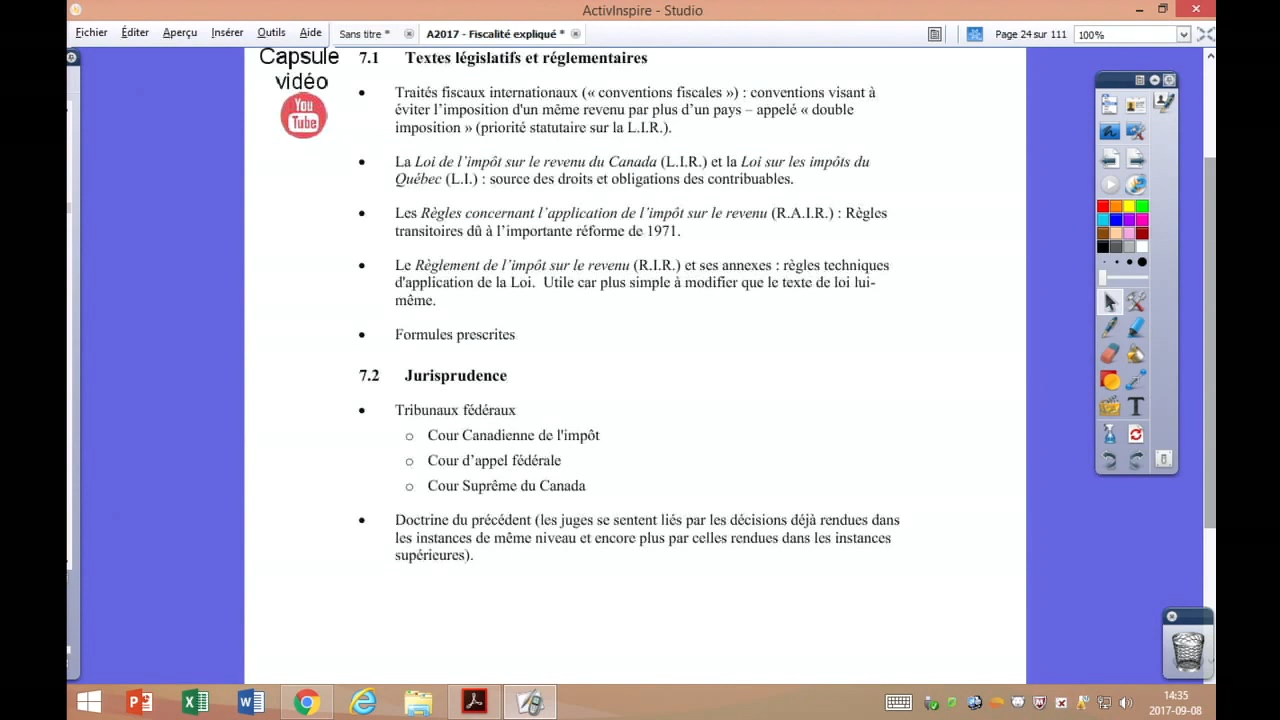 ActivInspire - Studio
Fichier Éditer Aperçu Insérer Outils Aide Sans titre * A2017 - Fiscalité expliqué * Page 24 sur 111 100%
Capsule
vidéo
You
Tube
7.1 Textes législatifs et réglementaires
• Traités fiscaux internationaux (« conventions fiscales ») : conventions visant à
éviter l’imposition d'un même revenu par plus d’un pays – appelé « double
imposition » (priorité statutaire sur la L.I.R.).
• La Loi de l’impôt sur le revenu du Canada (L.I.R.) et la Loi sur les impôts du
Québec (L.I.) : source des droits et obligations des contribuables.
• Les Règles concernant l’application de l’impôt sur le revenu (R.A.I.R.) : Règles
transitoires dû à l’importante réforme de 1971.
• Le Règlement de l’impôt sur le revenu (R.I.R.) et ses annexes : règles techniques
d'application de la Loi. Utile car plus simple à modifier que le texte de loi lui-
même.
• Formules prescrites
7.2 Jurisprudence
• Tribunaux fédéraux
o Cour Canadienne de l'impôt
o Cour d’appel fédérale
o Cour Suprême du Canada
• Doctrine du précédent (les juges se sentent liés par les décisions déjà rendues dans
les instances de même niveau et encore plus par celles rendues dans les instances
supérieures).
14:35
2017-09-08